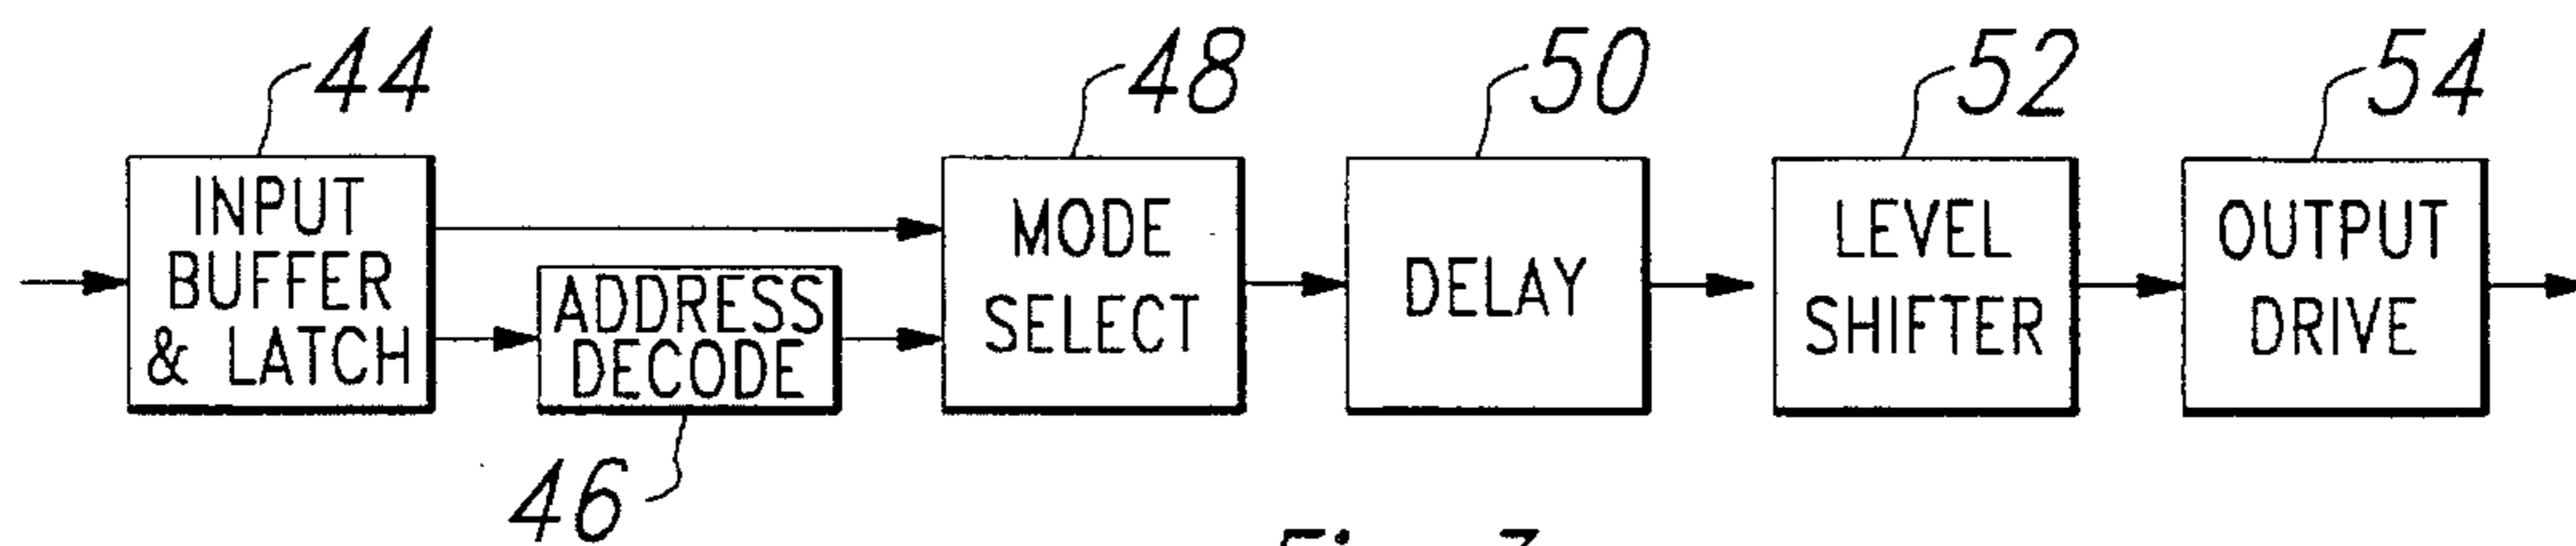 44
48
50
52
54
INPUT
BUFFER
& LATCH
ADDRESS
DECODE
MODE
SELECT
DELAY
LEVEL
SHIFTER
OUTPUT
DRIVE
46